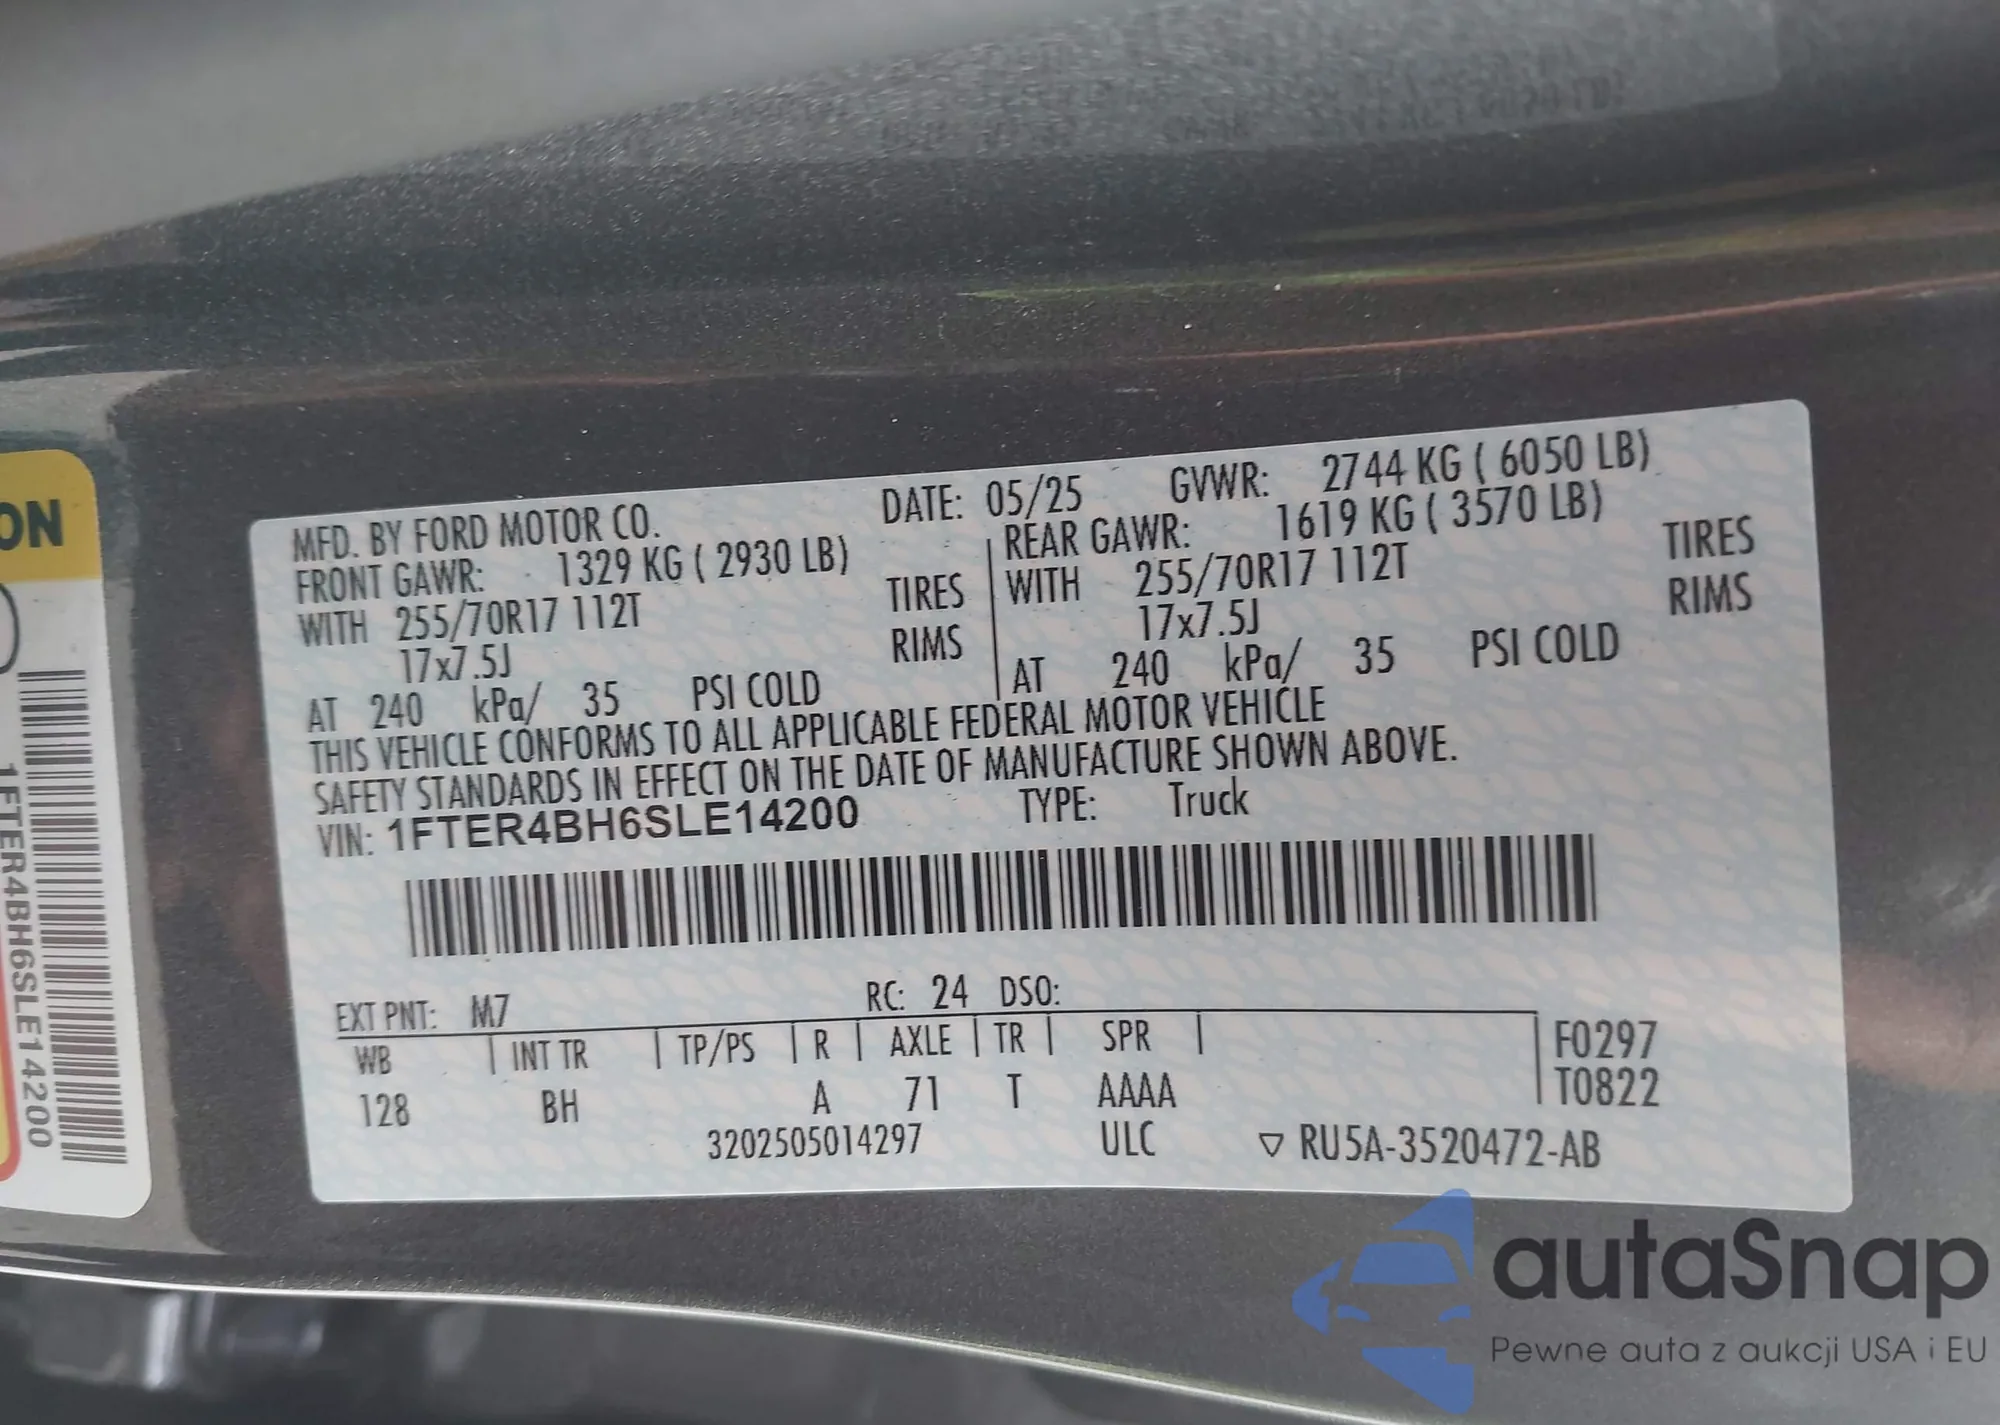 MFD. BY FORD MOTOR CO. DATE: 05/25 GVWR: 2744 KG ( 6050 LB)
FRONT GAWR: 1329 KG ( 2930 LB) REAR GAWR: 1619 KG ( 3570 LB)
WITH 255/70R17 112T TIRES WITH 255/70R17 112T TIRES
17x7.5J RIMS 17x7.5J RIMS
AT 240 kPa/ 35 PSI COLD AT 240 kPa/ 35 PSI COLD
THIS VEHICLE CONFORMS TO ALL APPLICABLE FEDERAL MOTOR VEHICLE
SAFETY STANDARDS IN EFFECT ON THE DATE OF MANUFACTURE SHOWN ABOVE.
VIN: 1FTER4BH6SLE14200 TYPE: Truck
EXT PNT: M7 RC: 24 DSO:
WB INT TR TP/PS R AXLE TR SPR F0297
128 BH A 71 T AAAA T0822
3202505014297 ULC ▽ RU5A-3520472-AB
ON
1FTER4BH6SLE14200
autaSnap
Pewne auta z aukcji USA i EU